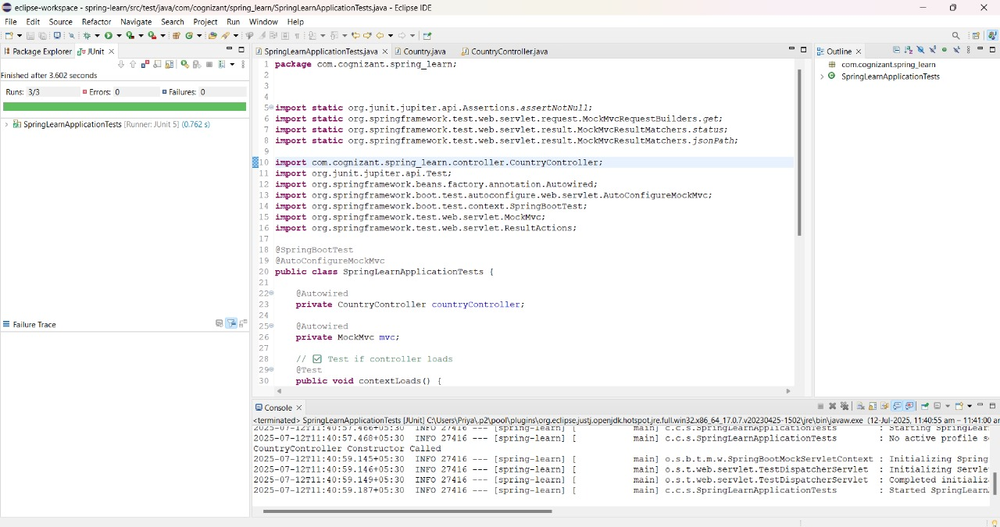 eclipse-workspace - spring-learn/src/test/java/com/cognizant/spring_learn/SpringLearnApplicationTests.java - Eclipse IDE
File Edit Source Refactor Navigate Search Project Run Window Help
Package Explorer JUnit
Finished after 3.602 seconds
Runs: 3/3 Errors: 0 Failures: 0
SpringLearnApplicationTests [Runner: JUnit 5] (0.762 s)
Failure Trace
SpringLearnApplicationTests.java Country.java CountryController.java
1 package com.cognizant.spring_learn;
2
3
4
5 import static org.junit.jupiter.api.Assertions.assertNotNull;
6 import static org.springframework.test.web.servlet.request.MockMvcRequestBuilders.get;
7 import static org.springframework.test.web.servlet.result.MockMvcResultMatchers.status;
8 import static org.springframework.test.web.servlet.result.MockMvcResultMatchers.jsonPath;
9
10 import com.cognizant.spring_learn.controller.CountryController;
11 import org.junit.jupiter.api.Test;
12 import org.springframework.beans.factory.annotation.Autowired;
13 import org.springframework.boot.test.autoconfigure.web.servlet.AutoConfigureMockMvc;
14 import org.springframework.boot.test.context.SpringBootTest;
15 import org.springframework.test.web.servlet.MockMvc;
16 import org.springframework.test.web.servlet.ResultActions;
17
18 @SpringBootTest
19 @AutoConfigureMockMvc
20 public class SpringLearnApplicationTests {
21
22 @Autowired
23 private CountryController countryController;
24
25 @Autowired
26 private MockMvc mvc;
27
28 // ☑ Test if controller loads
29 @Test
30 public void contextLoads() {
Outline
com.cognizant.spring_learn
SpringLearnApplicationTests
Console
<terminated> SpringLearnApplicationTests [JUnit] C:\Users\Priya\.p2\pool\plugins\org.eclipse.justj.openjdk.hotspot.jre.full.win32.x86_64_17.0.7.v20230425-1502\jre\bin\javaw.exe (12-Jul-2025, 11:40:55 am – 11:41:00 am
2025-07-12T11:40:57.466+05:30 INFO 27416 --- [spring-learn] [ main] c.c.s.SpringLearnApplicationTests : Starting SpringLear
2025-07-12T11:40:57.468+05:30 INFO 27416 --- [spring-learn] [ main] c.c.s.SpringLearnApplicationTests : No active profile s
CountryController Constructor Called
2025-07-12T11:40:59.145+05:30 INFO 27416 --- [spring-learn] [ main] o.s.b.t.m.w.SpringBootMockServletContext : Initializing Spring
2025-07-12T11:40:59.146+05:30 INFO 27416 --- [spring-learn] [ main] o.s.t.web.servlet.TestDispatcherServlet : Initializing Servle
2025-07-12T11:40:59.149+05:30 INFO 27416 --- [spring-learn] [ main] o.s.t.web.servlet.TestDispatcherServlet : Completed initializ
2025-07-12T11:40:59.187+05:30 INFO 27416 --- [spring-learn] [ main] c.c.s.SpringLearnApplicationTests : Started SpringLearn